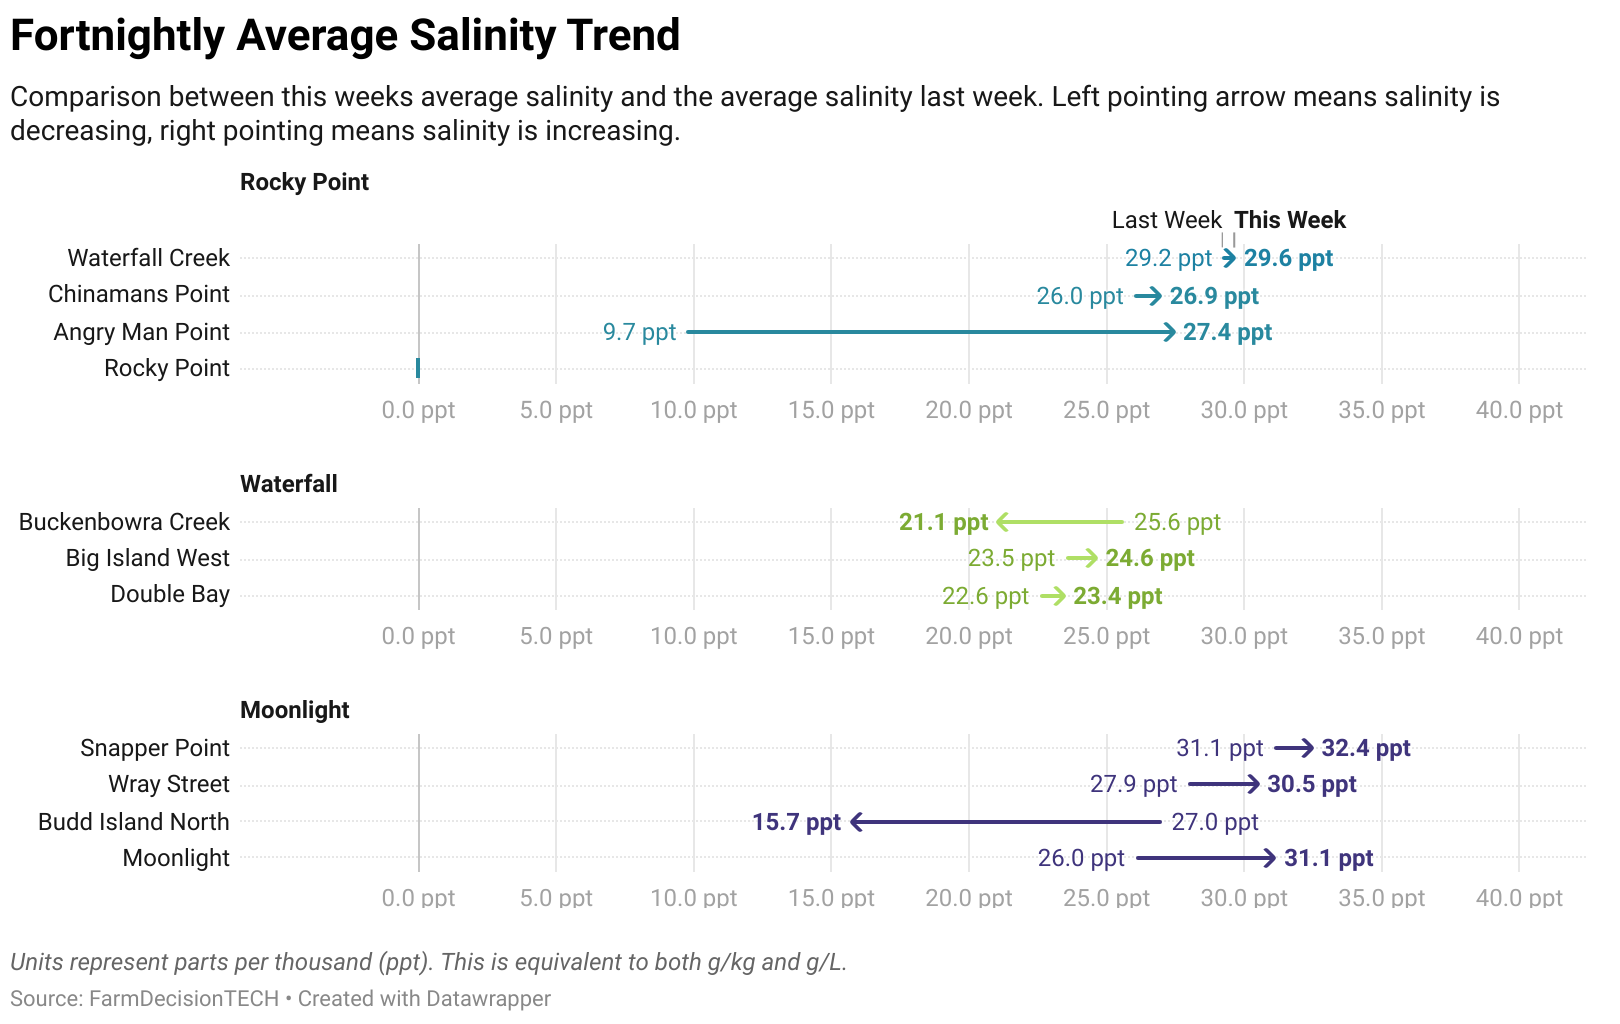 Fortnightly Average Salinity Trend
Comparison between this weeks average salinity and the average salinity last week. Left pointing arrow means salinity is
decreasing, right pointing means salinity is increasing.
Rocky Point
Last Week This Week
Waterfall Creek 29.2 ppt 29.6 ppt
Chinamans Point 26.0 ppt 26.9 ppt
Angry Man Point 9.7 ppt 27.4 ppt
Rocky Point
0.0 ppt 5.0 ppt 10.0 ppt 15.0 ppt 20.0 ppt 25.0 ppt 30.0 ppt 35.0 ppt 40.0 ppt
Waterfall
Buckenbowra Creek 21.1 ppt 25.6 ppt
Big Island West 23.5 ppt 24.6 ppt
Double Bay 22.6 ppt 23.4 ppt
0.0 ppt 5.0 ppt 10.0 ppt 15.0 ppt 20.0 ppt 25.0 ppt 30.0 ppt 35.0 ppt 40.0 ppt
Moonlight
Snapper Point 31.1 ppt 32.4 ppt
Wray Street 27.9 ppt 30.5 ppt
Budd Island North 15.7 ppt 27.0 ppt
Moonlight 26.0 ppt 31.1 ppt
0.0 ppt 5.0 ppt 10.0 ppt 15.0 ppt 20.0 ppt 25.0 ppt 30.0 ppt 35.0 ppt 40.0 ppt
Units represent parts per thousand (ppt). This is equivalent to both g/kg and g/L.
Source: FarmDecisionTECH • Created with Datawrapper